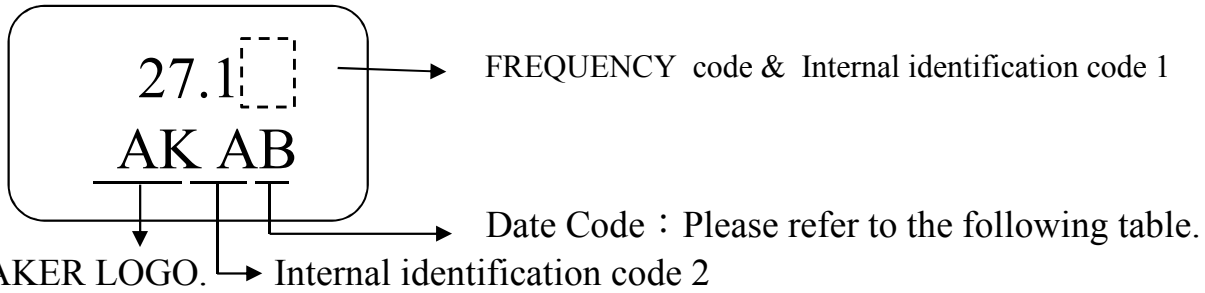 27.1
FREQUENCY code & Internal identification code 1
AK AB
Date Code：Please refer to the following table.
AKER LOGO. Internal identification code 2